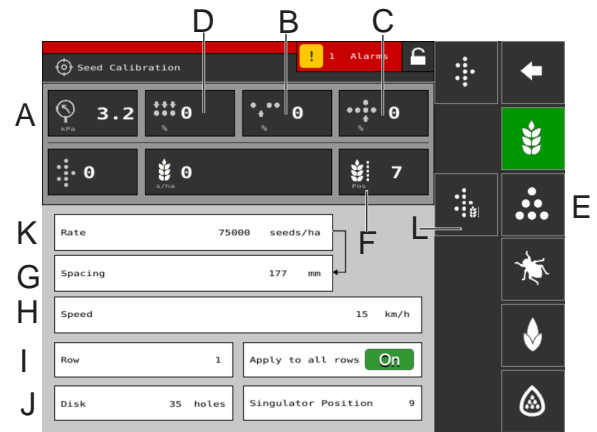 D B C
1 Alarms
Seed Calibration
A
3.2
kPa
0
%
0
%
0
%
0
0
s/ha
7
Pos
E
F
L
K
Rate 75000 seeds/ha
G
Spacing 177 mm
H
Speed 15 km/h
I
Row 1
Apply to all rows On
J
Disk 35 holes
Singulator Position 9